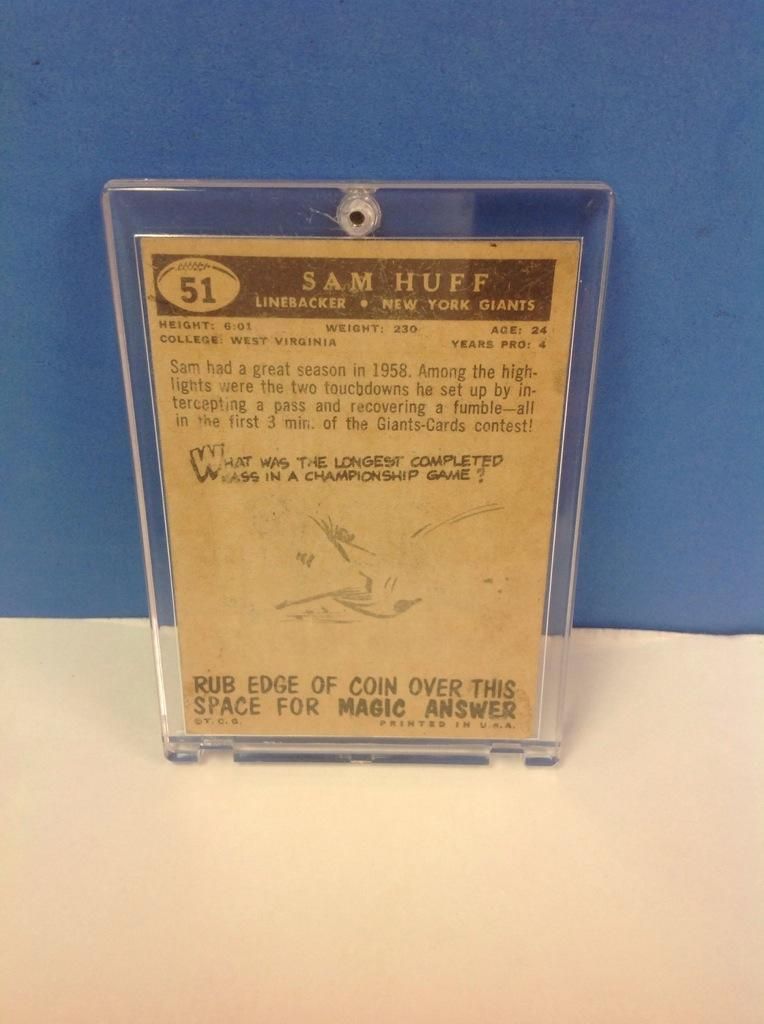 51
SAM HUFF
LINEBACKER • NEW YORK GIANTS
HEIGHT: 6:01 WEIGHT: 230 AGE: 24
COLLEGE: WEST VIRGINIA YEARS PRO: 4
Sam had a great season in 1958. Among the high-
lights were the two touchdowns he set up by in-
tercepting a pass and recovering a fumble—all
in the first 3 min. of the Giants-Cards contest!
WHAT WAS THE LONGEST COMPLETED
PASS IN A CHAMPIONSHIP GAME?
RUB EDGE OF COIN OVER THIS
SPACE FOR MAGIC ANSWER
©T.C.G. PRINTED IN U.S.A.